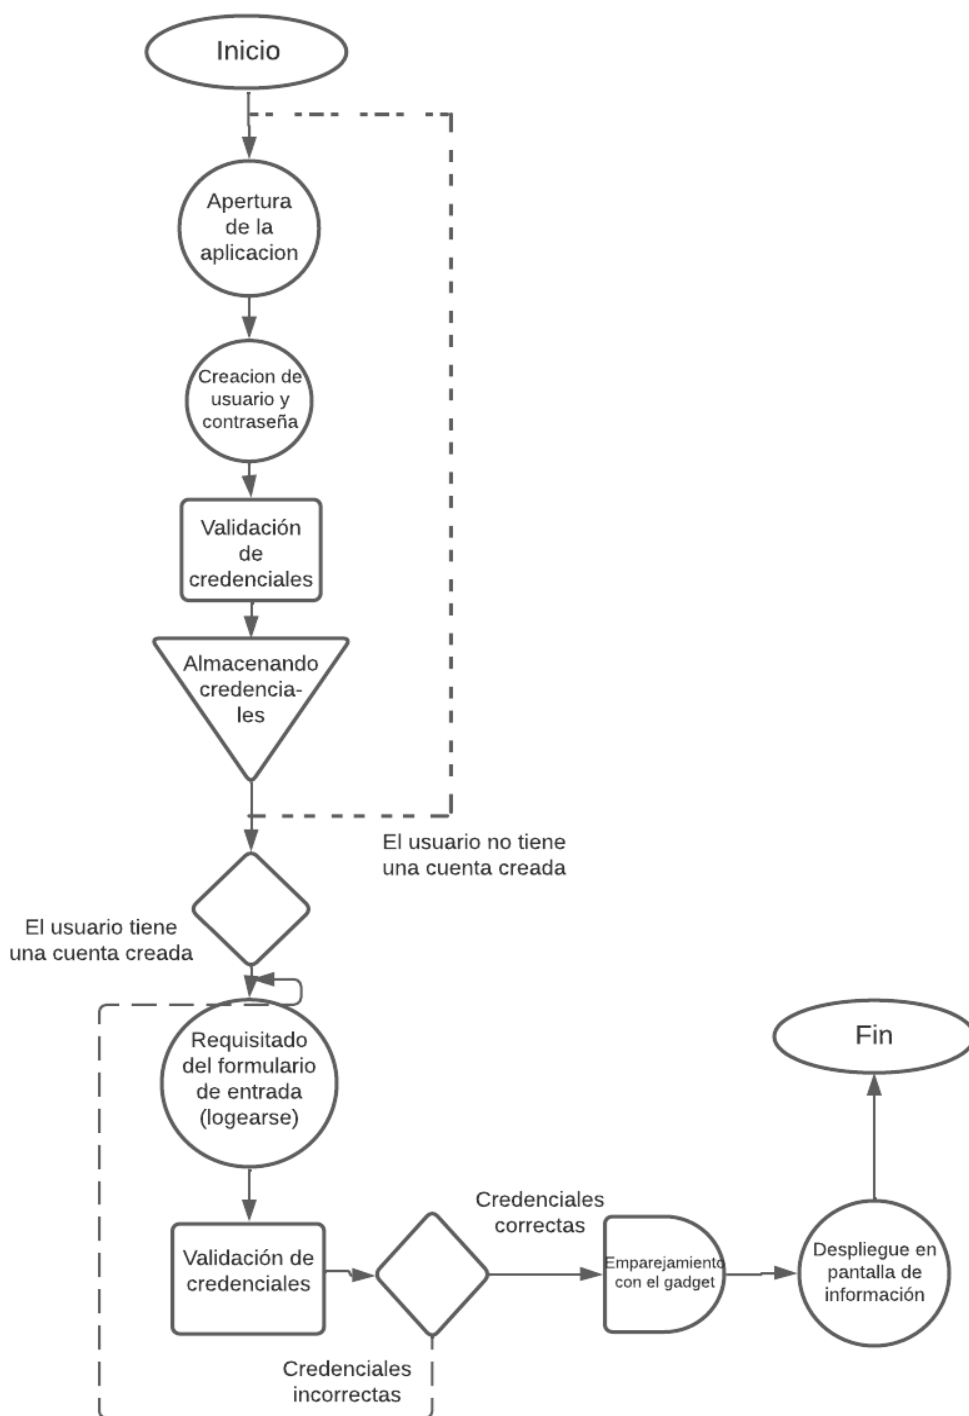 Inicio
Apertura
de la
aplicacion
Creacion de
usuario y
contraseña
Validación
de
credenciales
Almacenando
credencia-
les
El usuario no tiene
una cuenta creada
El usuario tiene
una cuenta creada
Requisitado
del formulario
de entrada
(logearse)
Validación de
credenciales
Credenciales
incorrectas
Credenciales
correctas
Emparejamiento
con el gadget
Despliegue en
pantalla de
información
Fin